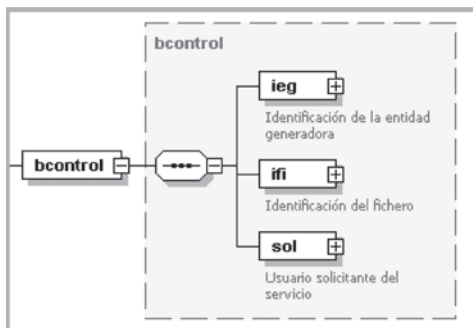 bcontrol
ieg
Identificación de la entidad
generadora
bcontrol
ifi
Identificación del fichero
sol
Usuario solicitante del
servicio